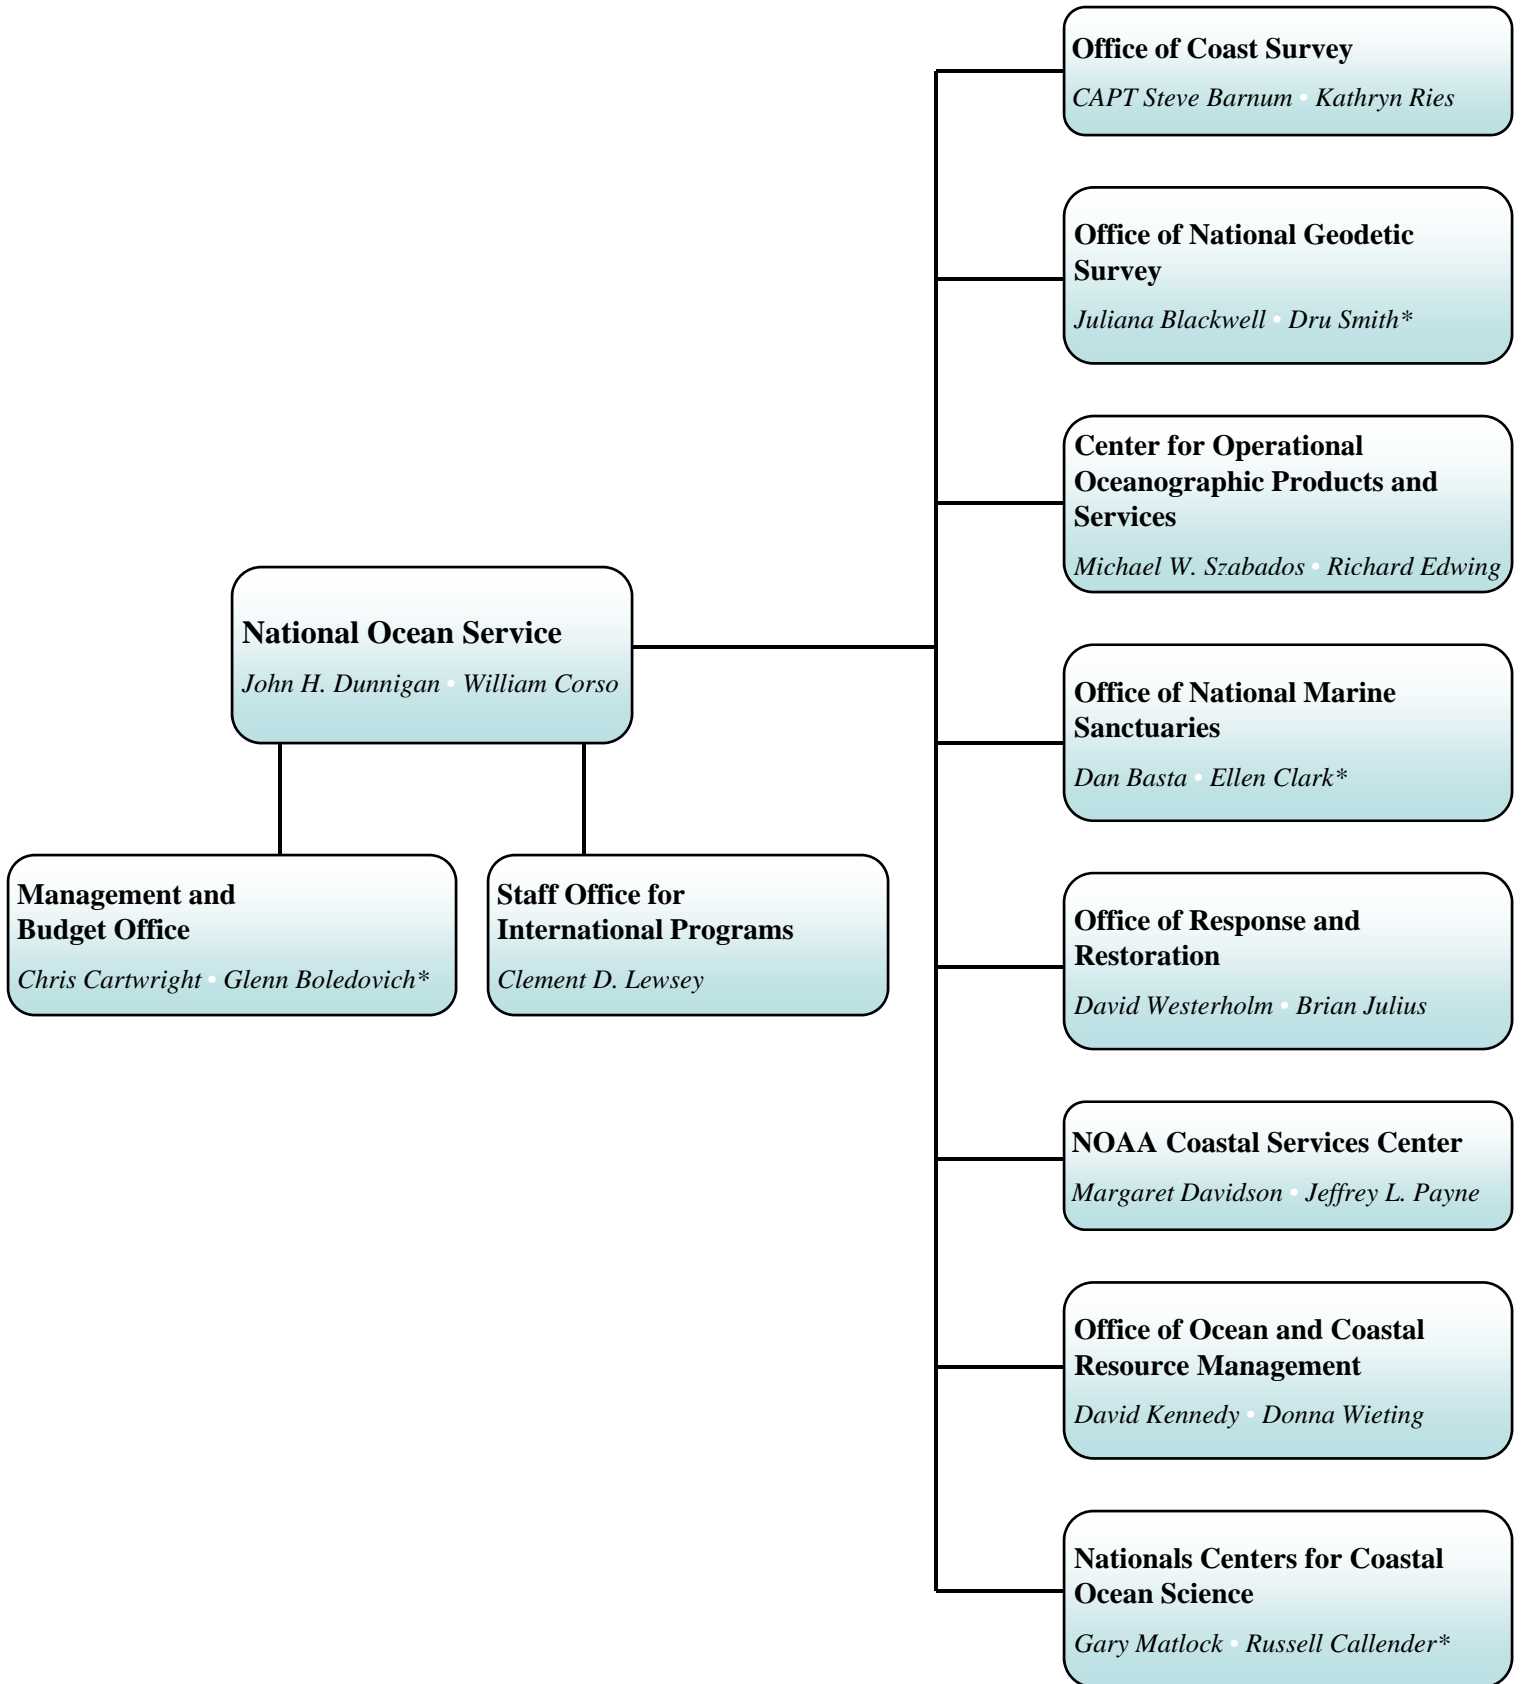 Office of Coast Survey
CAPT Steve Barnum • Kathryn Ries
Office of National Geodetic
Survey
Juliana Blackwell • Dru Smith*
Center for Operational
Oceanographic Products and
Services
Michael W. Szabados • Richard Edwing
National Ocean Service
John H. Dunnigan • William Corso
Office of National Marine
Sanctuaries
Dan Basta • Ellen Clark*
Management and
Budget Office
Chris Cartwright • Glenn Boledovich*
Staff Office for
International Programs
Clement D. Lewsey
Office of Response and
Restoration
David Westerholm • Brian Julius
NOAA Coastal Services Center
Margaret Davidson • Jeffrey L. Payne
Office of Ocean and Coastal
Resource Management
David Kennedy • Donna Wieting
Nationals Centers for Coastal
Ocean Science
Gary Matlock • Russell Callender*